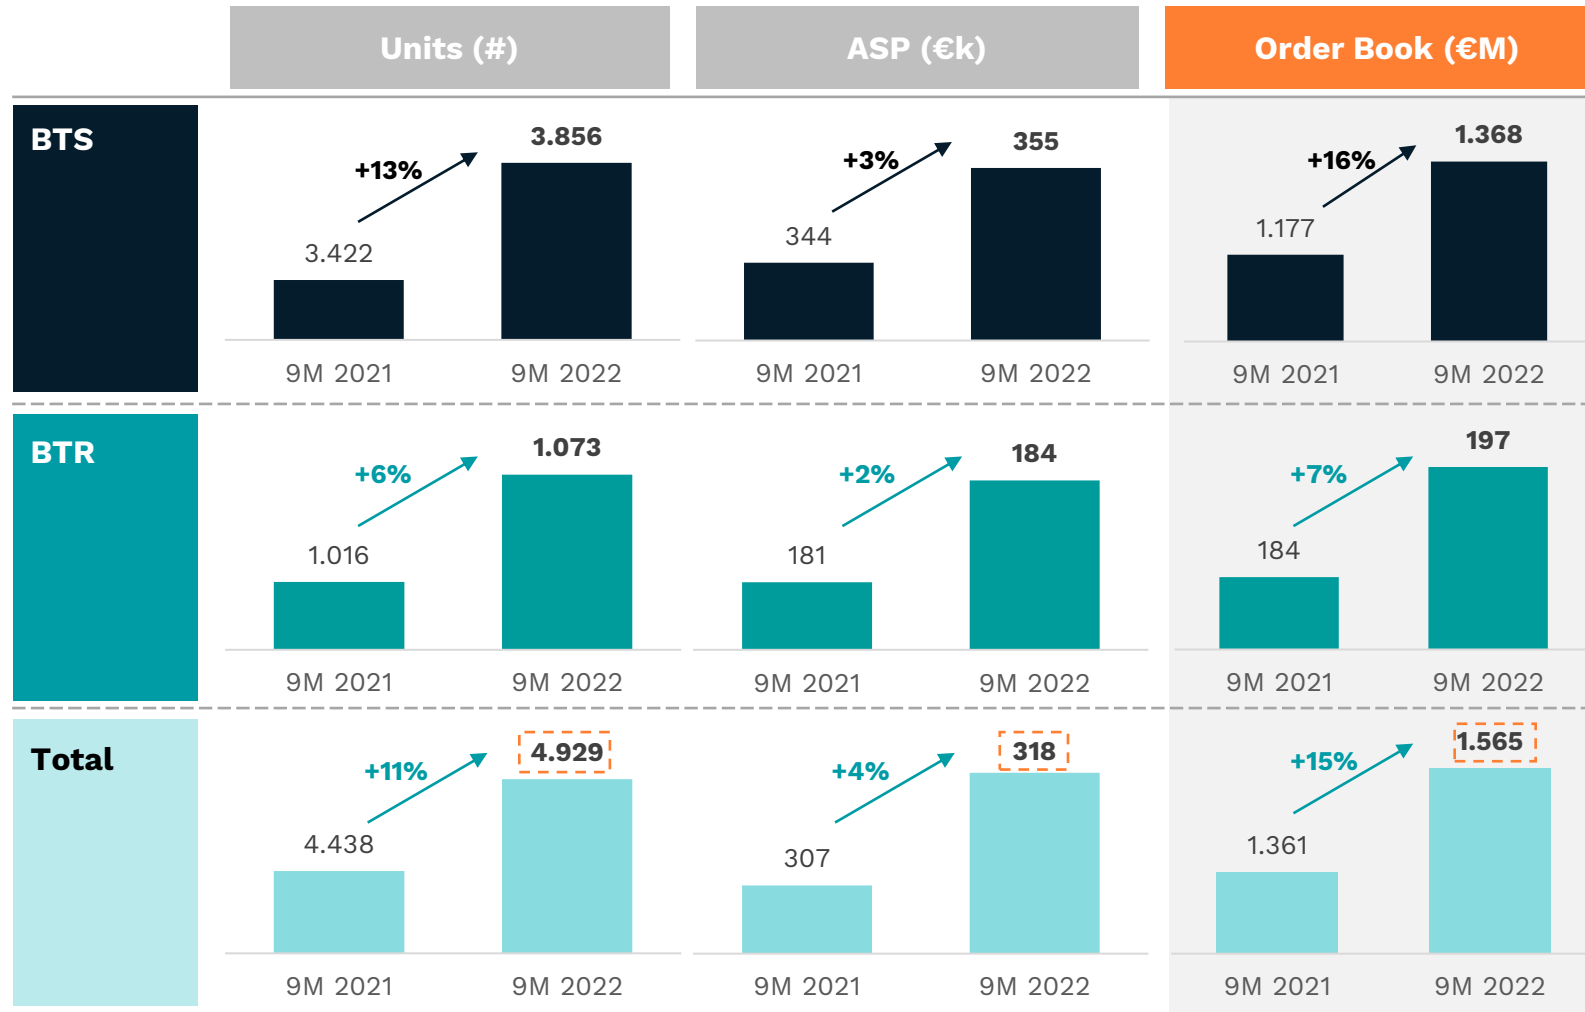 Units (#)
ASP (€k)
Order Book (€M)
BTS
+13%
3.422
3.856
9M 2021
9M 2022
+3%
344
355
9M 2021
9M 2022
+16%
1.177
1.368
9M 2021
9M 2022
BTR
+6%
1.016
1.073
9M 2021
9M 2022
+2%
181
184
9M 2021
9M 2022
+7%
184
197
9M 2021
9M 2022
Total
+11%
4.438
4.929
9M 2021
9M 2022
+4%
307
318
9M 2021
9M 2022
+15%
1.361
1.565
9M 2021
9M 2022